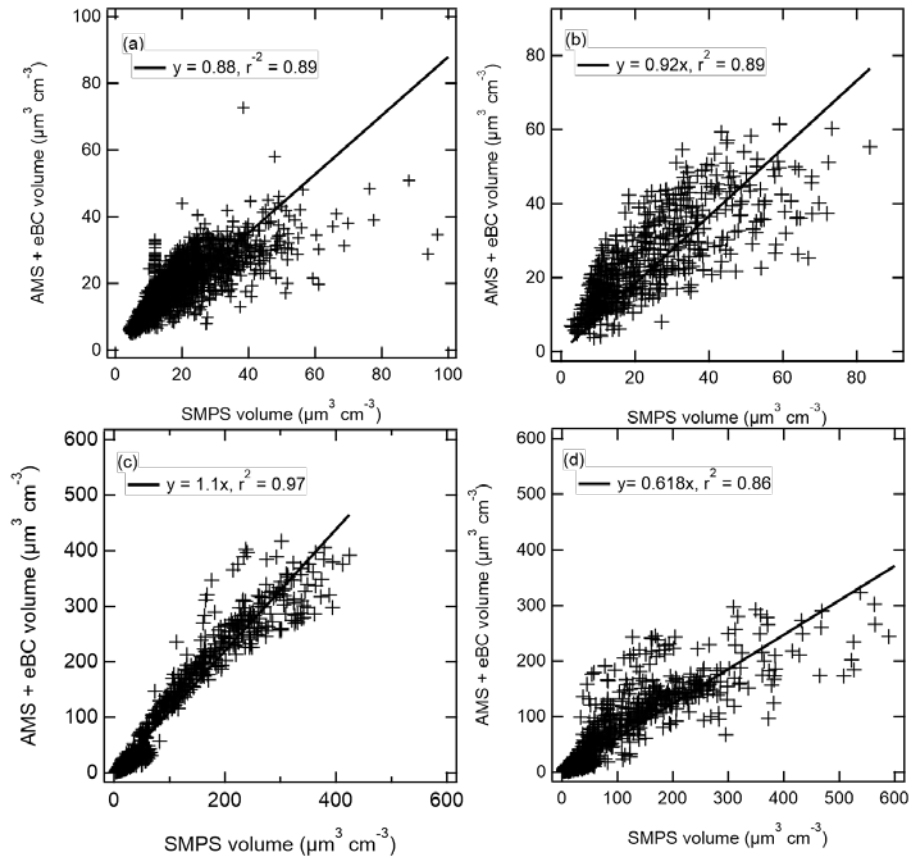 (a)
y = 0.88, r⁻² = 0.89
100
80
60
40
20
0
AMS + eBC volume (µm³ cm⁻³)
0 20 40 60 80 100
SMPS volume (µm³ cm⁻³)
(b)
y = 0.92x, r² = 0.89
80
60
40
20
0
AMS + eBC volume (µm³ cm⁻³)
0 20 40 60 80
SMPS volume (µm³ cm⁻³)
(c)
y = 1.1x, r² = 0.97
600
500
400
300
200
100
0
AMS + eBC volume (µm³ cm⁻³)
0 200 400 600
SMPS volume (µm³ cm⁻³)
(d)
y= 0.618x, r² = 0.86
600
500
400
300
200
100
0
AMS + eBC volume (µm³ cm⁻³)
0 100 200 300 400 500 600
SMPS volume (µm³ cm⁻³)